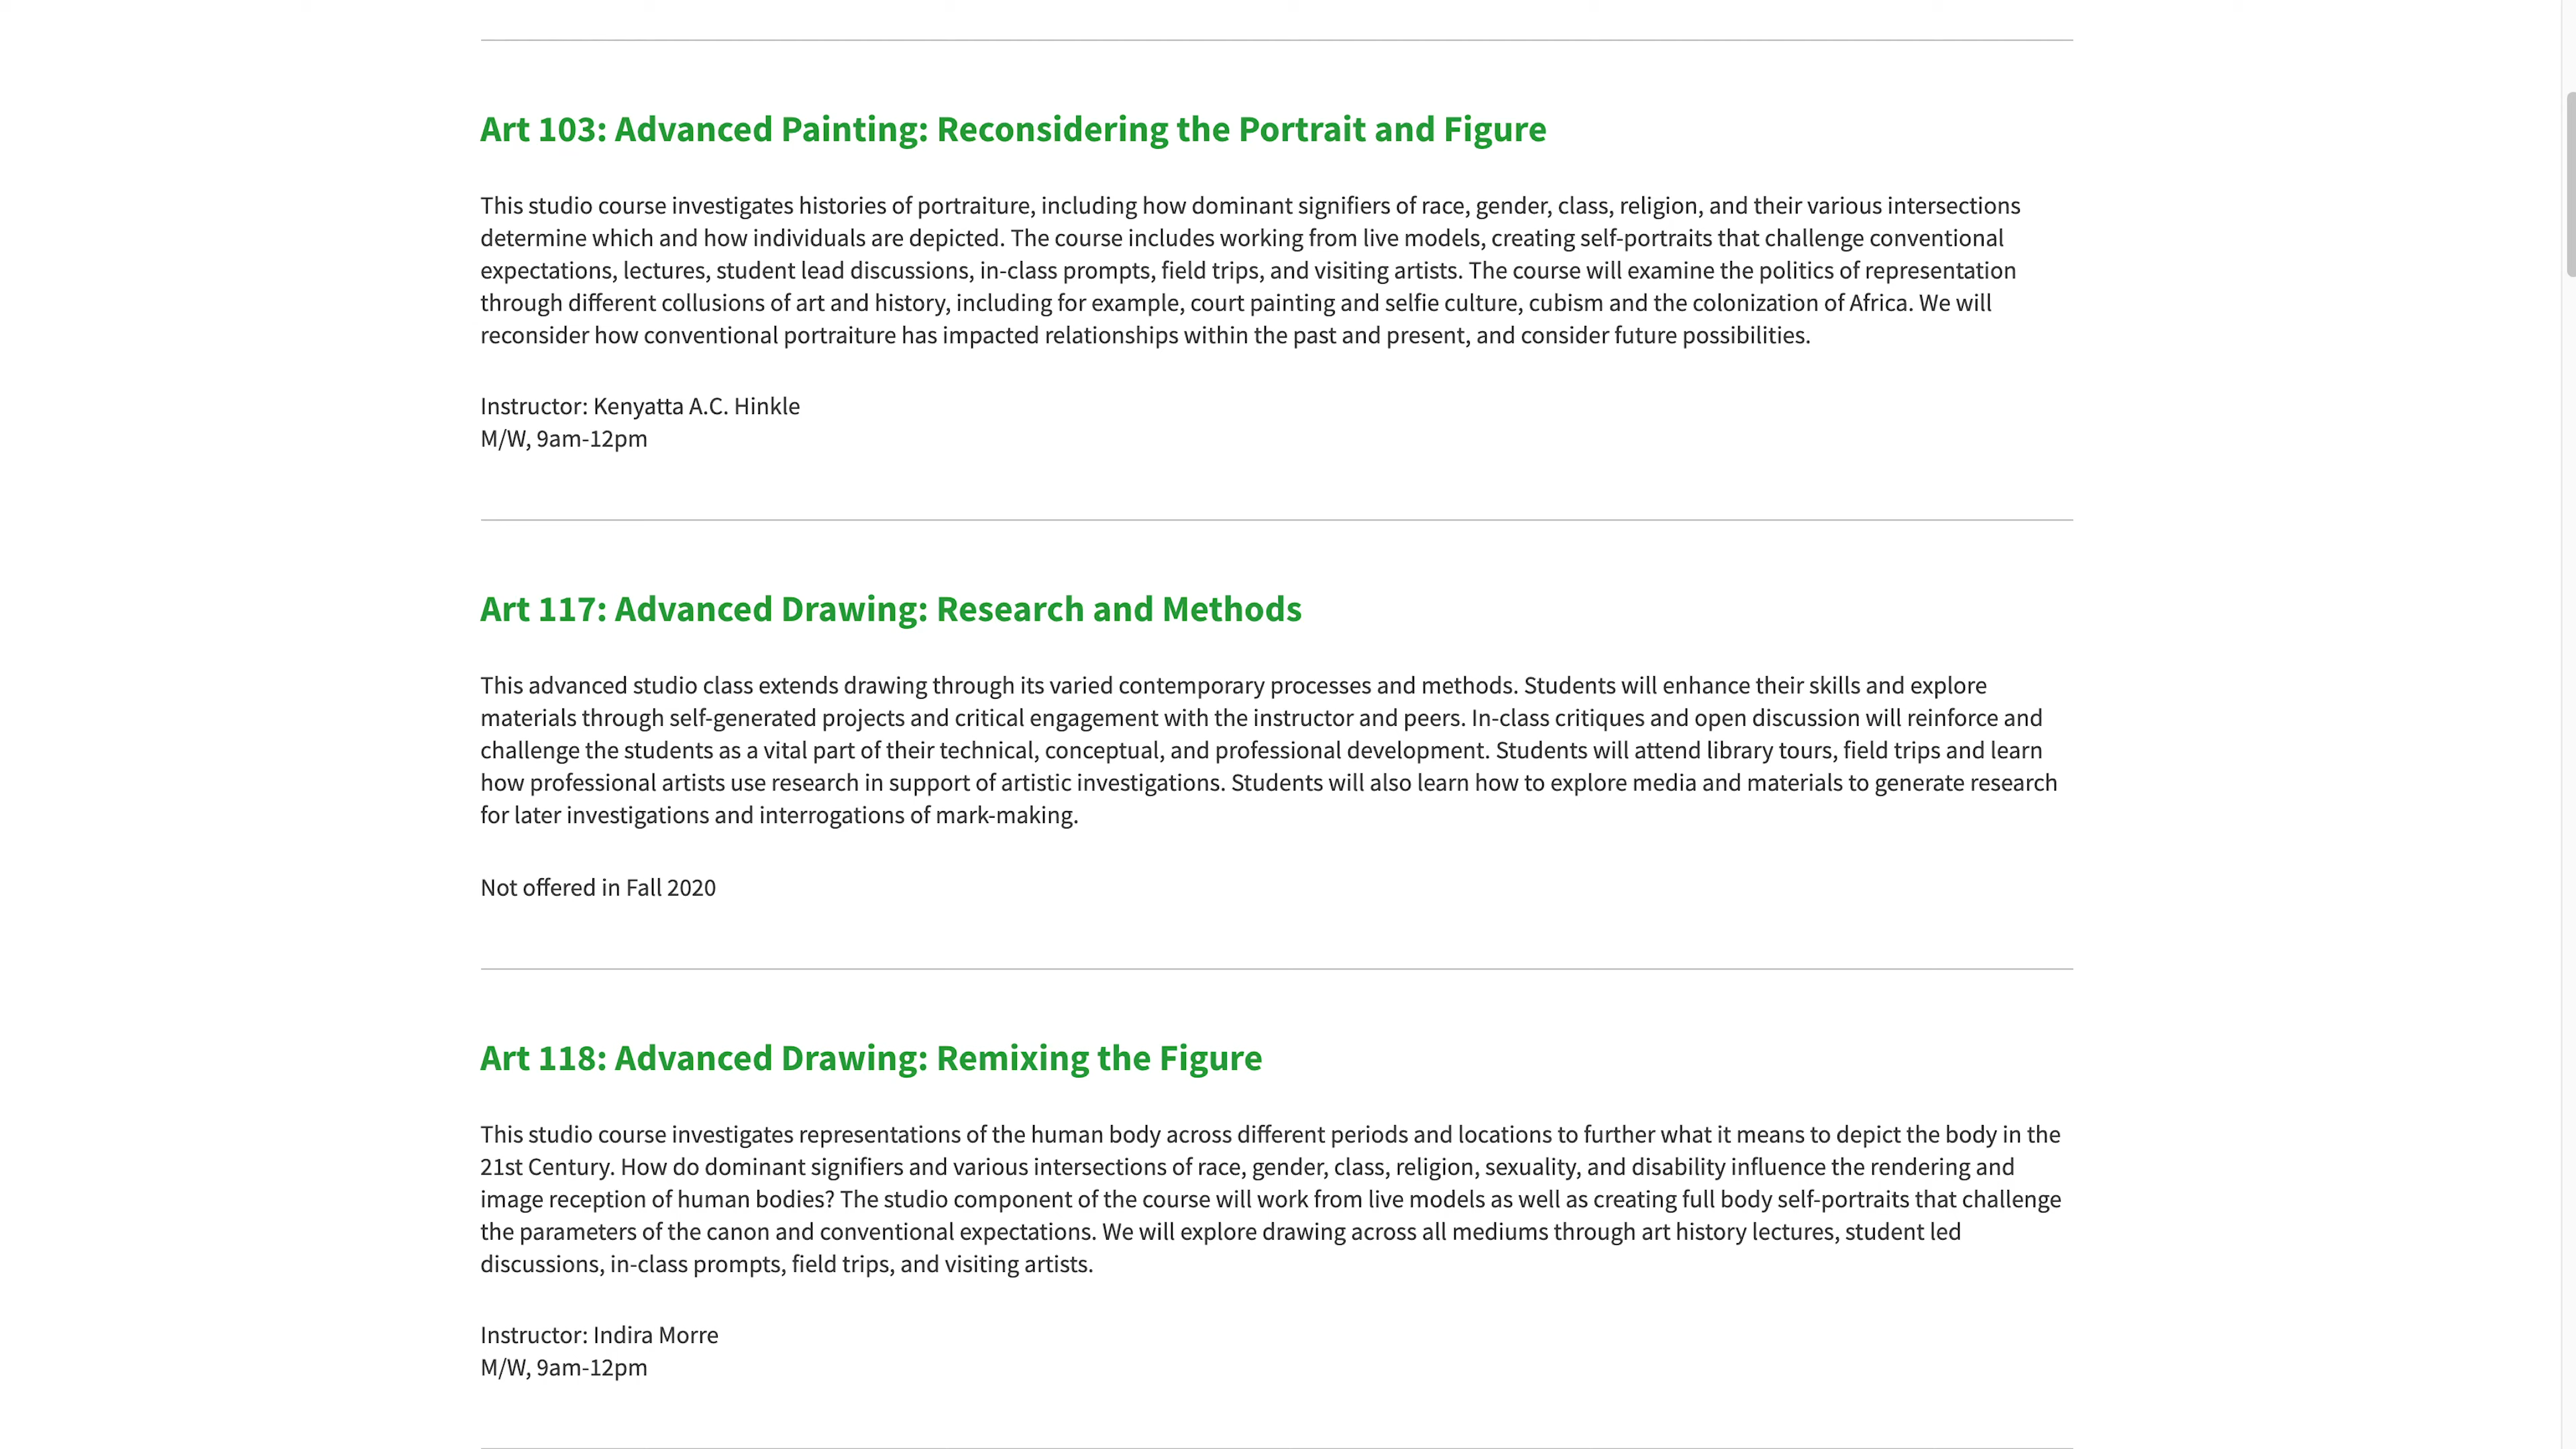 Art 103: Advanced Painting: Reconsidering the Portrait and Figure
This studio course investigates histories of portraiture, including how dominant signifiers of race, gender, class, religion, and their various intersections
determine which and how individuals are depicted. The course includes working from live models, creating self-portraits that challenge conventional
expectations, lectures, student lead discussions, in-class prompts, field trips, and visiting artists. The course will examine the politics of representation
through different collusions of art and history, including for example, court painting and selfie culture, cubism and the colonization of Africa. We will
reconsider how conventional portraiture has impacted relationships within the past and present, and consider future possibilities.
Instructor: Kenyatta A.C. Hinkle
M/W, 9am-12pm
Art 117: Advanced Drawing: Research and Methods
This advanced studio class extends drawing through its varied contemporary processes and methods. Students will enhance their skills and explore
materials through self-generated projects and critical engagement with the instructor and peers. In-class critiques and open discussion will reinforce and
challenge the students as a vital part of their technical, conceptual, and professional development. Students will attend library tours, field trips and learn
how professional artists use research in support of artistic investigations. Students will also learn how to explore media and materials to generate research
for later investigations and interrogations of mark-making.
Not offered in Fall 2020
Art 118: Advanced Drawing: Remixing the Figure
This studio course investigates representations of the human body across different periods and locations to further what it means to depict the body in the
21st Century. How do dominant signifiers and various intersections of race, gender, class, religion, sexuality, and disability influence the rendering and
image reception of human bodies? The studio component of the course will work from live models as well as creating full body self-portraits that challenge
the parameters of the canon and conventional expectations. We will explore drawing across all mediums through art history lectures, student led
discussions, in-class prompts, field trips, and visiting artists.
Instructor: Indira Morre
M/W, 9am-12pm